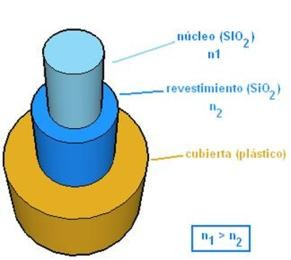 núcleo (SIO2)
n1
revestimiento (SiO2)
n2
cubierta (plástico)
n1 > n2